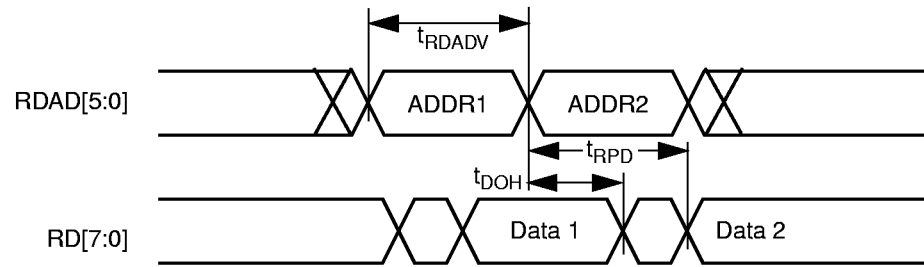 tRDADV
RDAD[5:0] ADDR1 ADDR2
tRPD
tDOH
RD[7:0] Data 1 Data 2